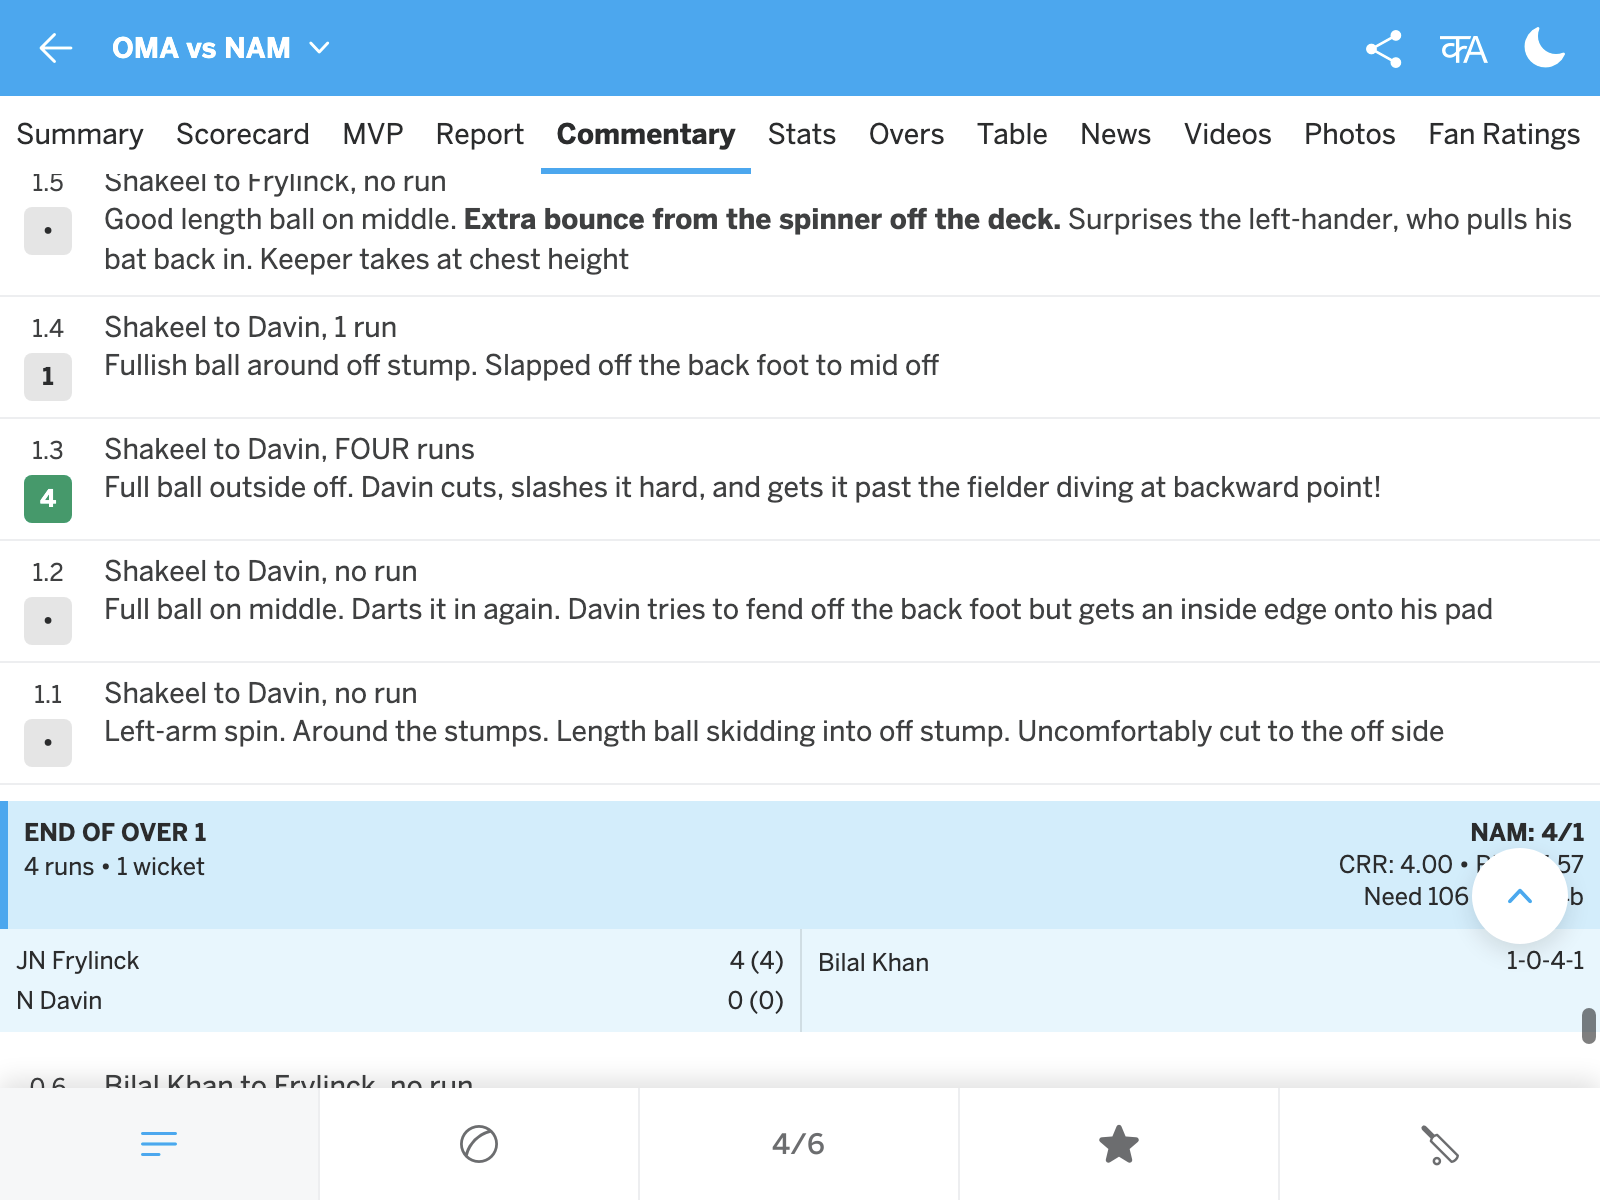 OMA vs NAM
Summary Scorecard MVP Report Commentary Stats Overs Table News Videos Photos Fan Ratings
1.5 Shakeel to Frylinck, no run
• Good length ball on middle. Extra bounce from the spinner off the deck. Surprises the left-hander, who pulls his
bat back in. Keeper takes at chest height
1.4 Shakeel to Davin, 1 run
1 Fullish ball around off stump. Slapped off the back foot to mid off
1.3 Shakeel to Davin, FOUR runs
4 Full ball outside off. Davin cuts, slashes it hard, and gets it past the fielder diving at backward point!
1.2 Shakeel to Davin, no run
• Full ball on middle. Darts it in again. Davin tries to fend off the back foot but gets an inside edge onto his pad
1.1 Shakeel to Davin, no run
• Left-arm spin. Around the stumps. Length ball skidding into off stump. Uncomfortably cut to the off side
END OF OVER 1 NAM: 4/1
4 runs • 1 wicket CRR: 4.00 •
Need 106
JN Frylinck 4 (4) Bilal Khan 1-0-4-1
N Davin 0 (0)
0.6 Bilal Khan to Frylinck, no run
4/6